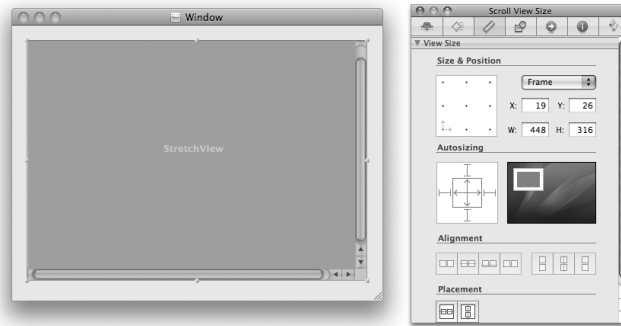 Window
StretchView
Scroll View Size
View Size
Size & Position
Frame
X: 19 Y: 26
W: 448 H: 316
Autosizing
Alignment
Placement